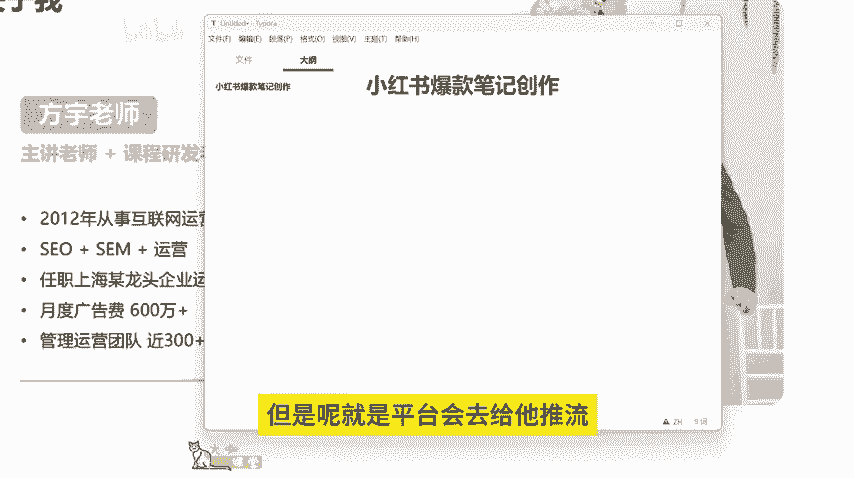 于我
Untitled• - Typora
文件(F) 编辑(E) 段落(P) 格式(O) 视图(V) 主题(T) 帮助(H)
文件 大纲
小红书爆款笔记创作
小红书爆款笔记创作
方宇老师
主讲老师 + 课程研发
• 2012年从事互联网运营
• SEO + SEM + 运营
• 任职上海某龙头企业运
• 月度广告费 600万+
• 管理运营团队 近300+
但是呢就是平台会去给他推流
ZH 9 词
课堂